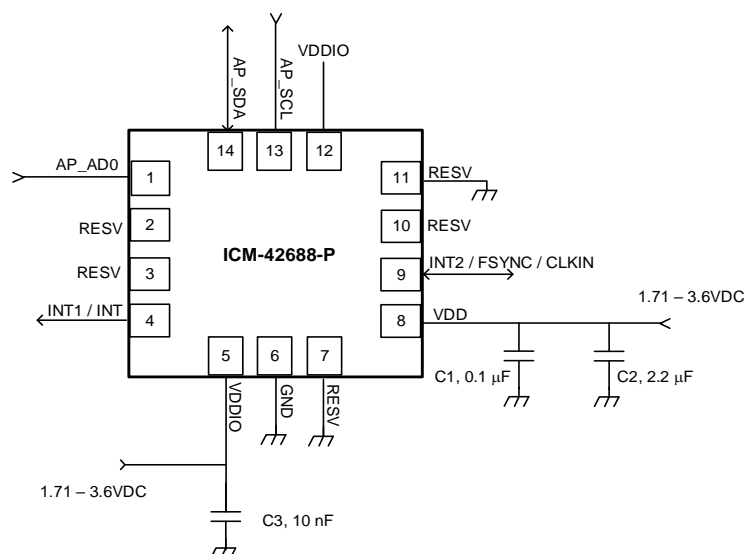 AP_SDA
AP_SCL
VDDIO
14
13
12
AP_AD0
1
11
RESV
RESV
2
10
RESV
ICM-42688-P
RESV
3
9
INT2 / FSYNC / CLKIN
INT1 / INT
4
8
VDD
1.71 – 3.6VDC
5
6
7
VDDIO
GND
RESV
C1, 0.1 μF
C2, 2.2 μF
1.71 – 3.6VDC
C3, 10 nF